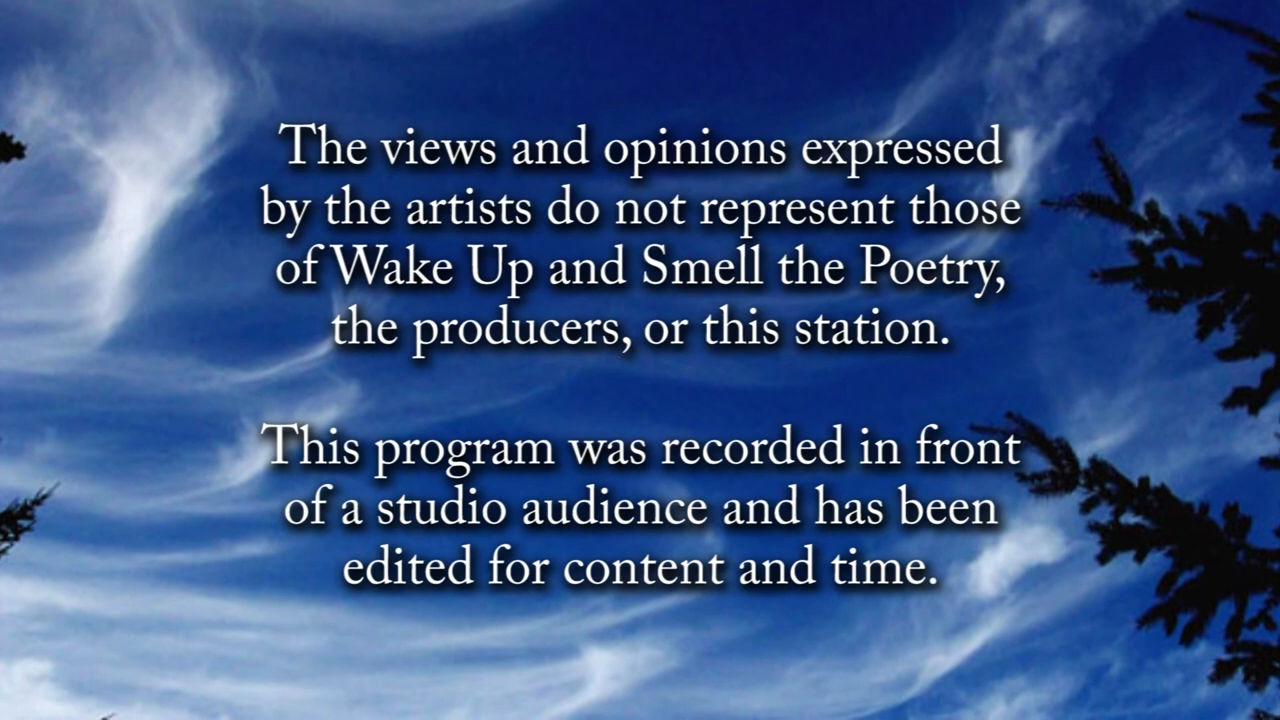 The views and opinions expressed
by the artists do not represent those
of Wake Up and Smell the Poetry,
the producers, or this station.
This program was recorded in front
of a studio audience and has been
edited for content and time.